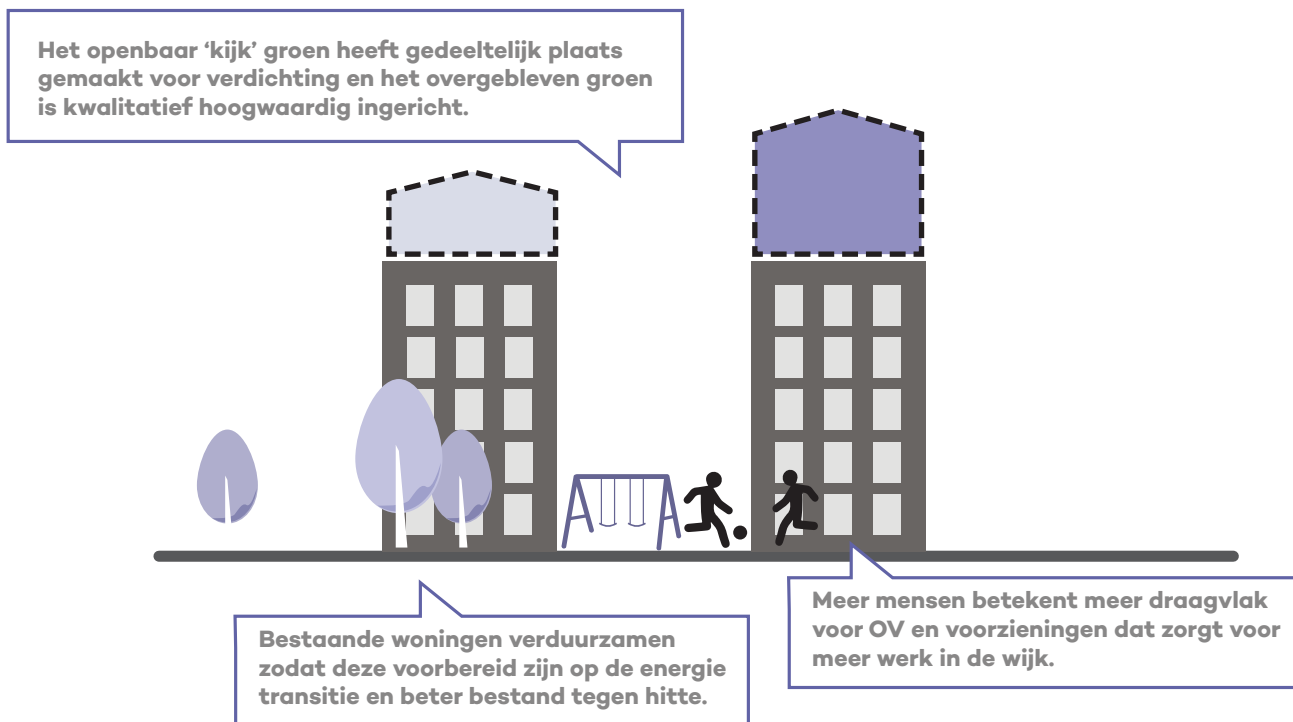 Het openbaar ‘kijk’ groen heeft gedeeltelijk plaats
gemaakt voor verdichting en het overgebleven groen
is kwalitatief hoogwaardig ingericht.
Bestaande woningen verduurzamen
zodat deze voorbereid zijn op de energie
transitie en beter bestand tegen hitte.
Meer mensen betekent meer draagvlak
voor OV en voorzieningen dat zorgt voor
meer werk in de wijk.